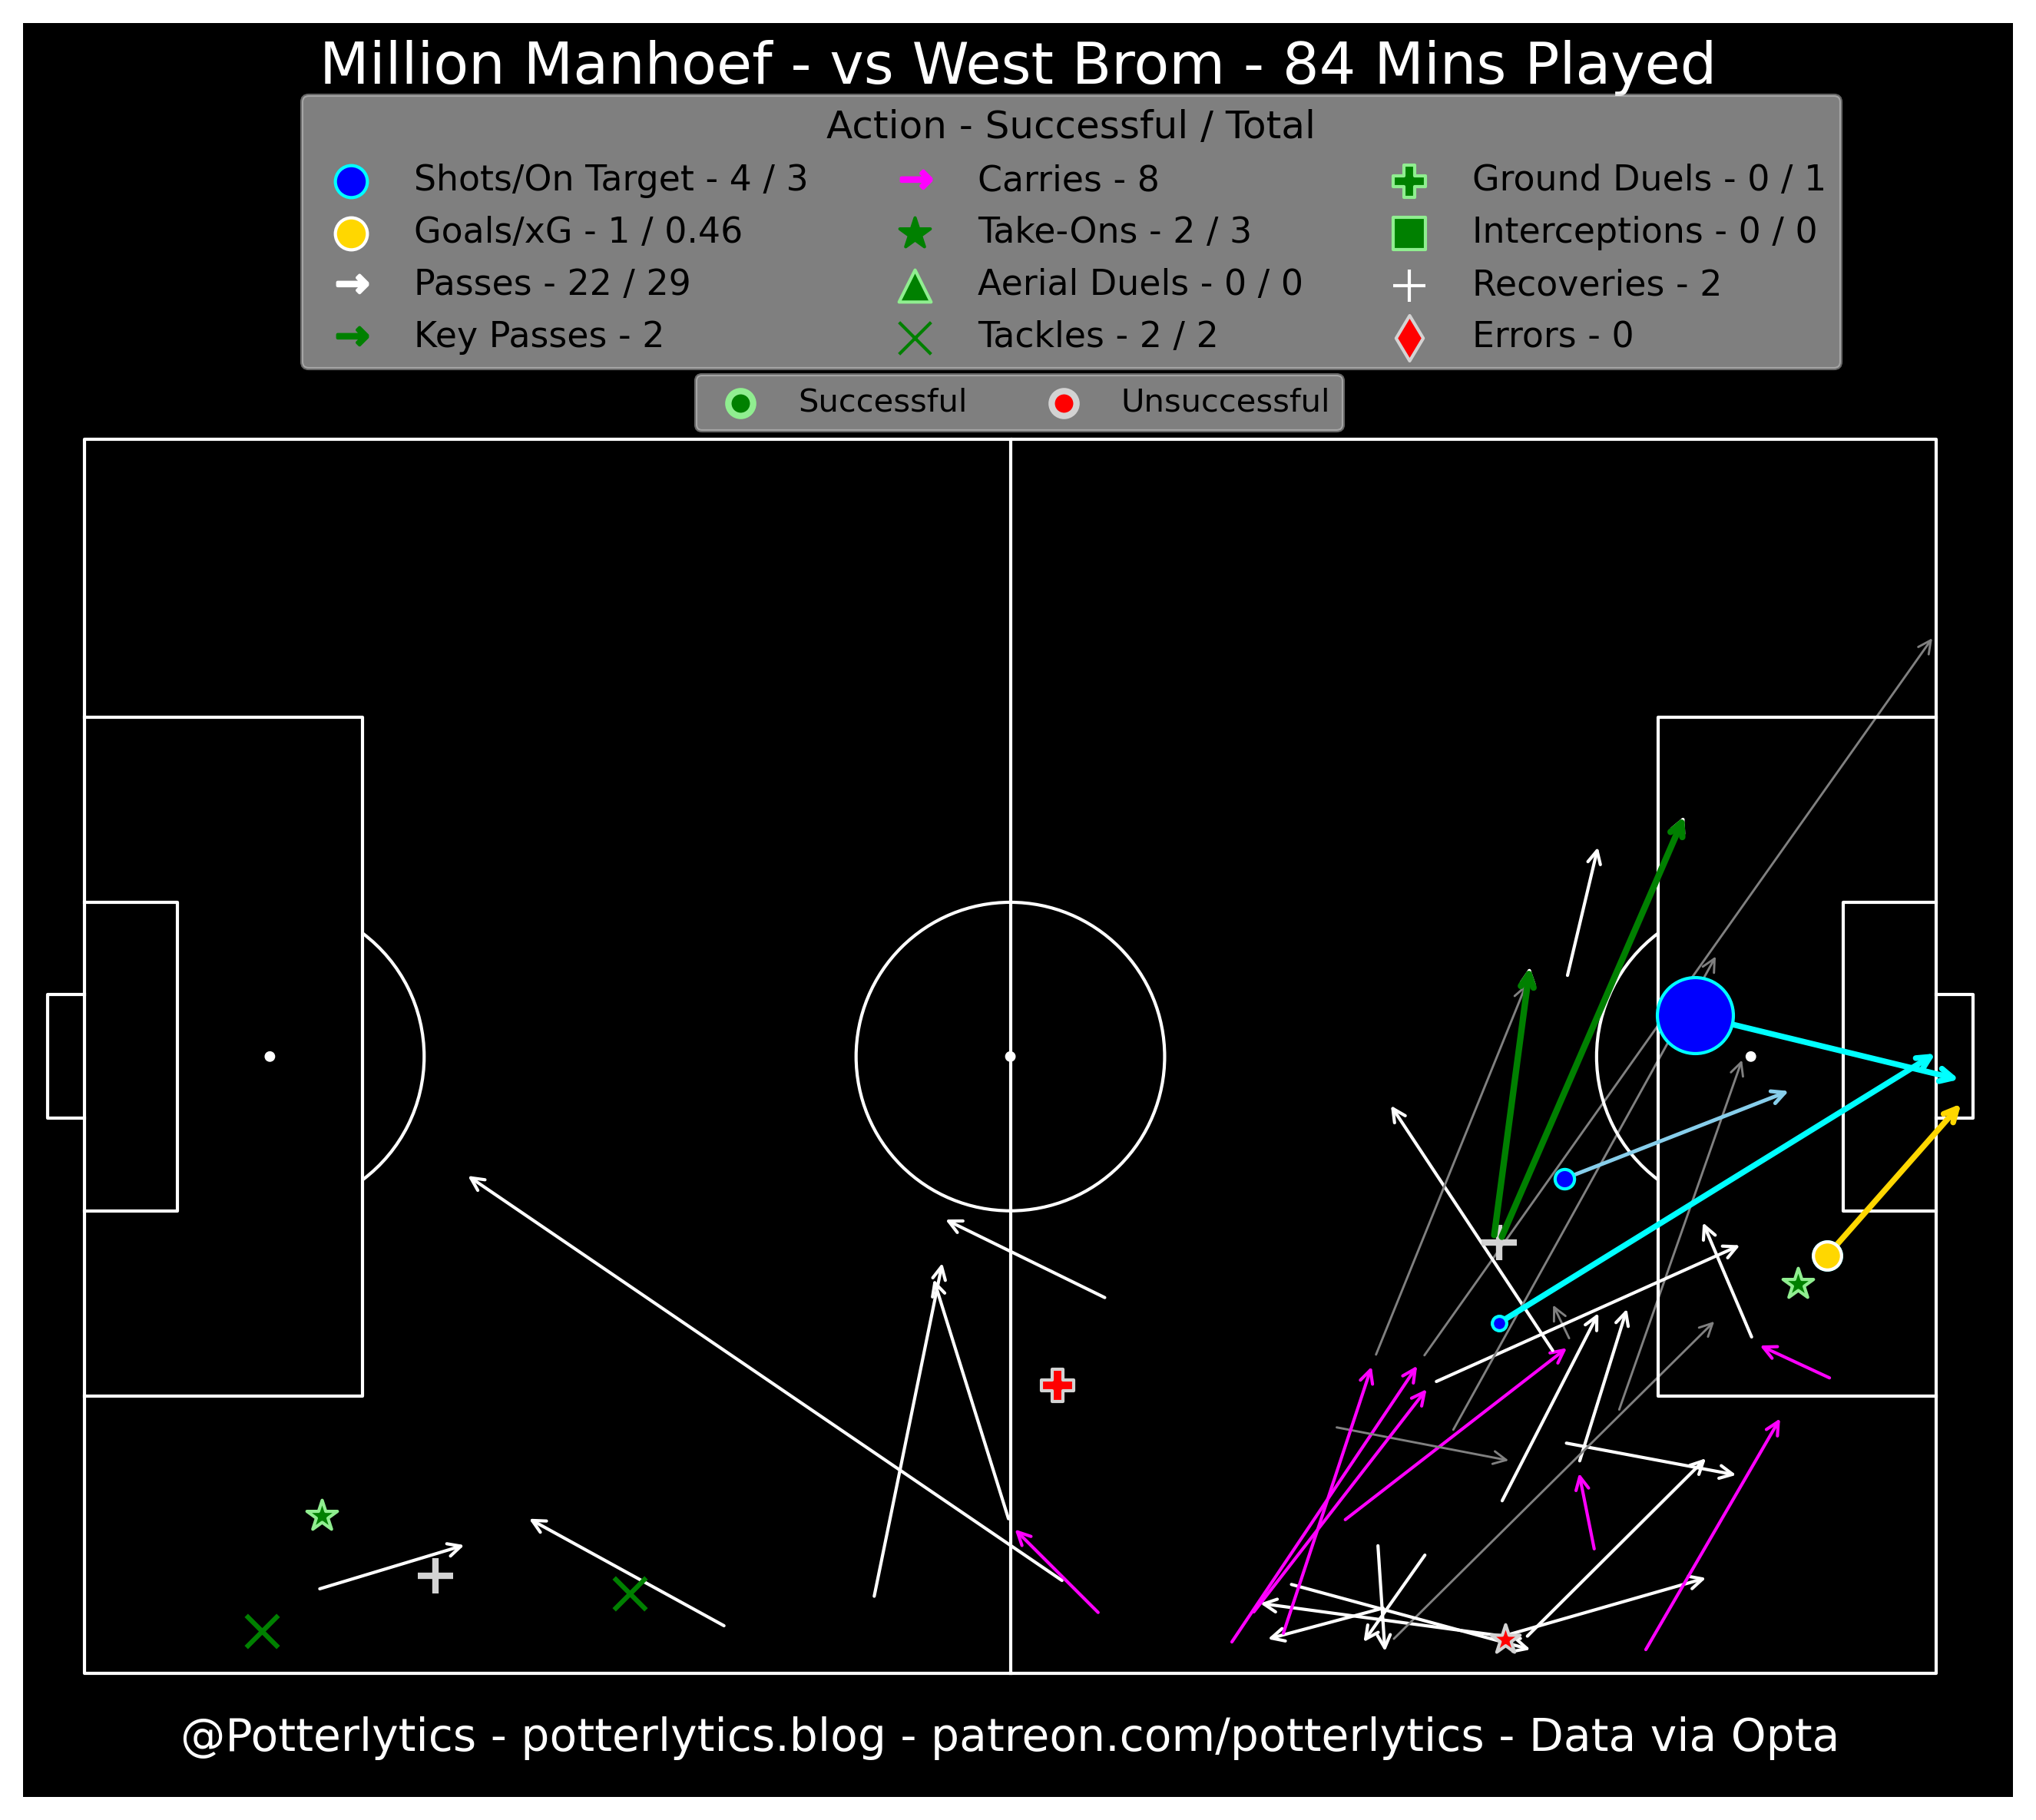 Million Manhoef - vs West Brom - 84 Mins Played
Action - Successful / Total
Shots/On Target - 4 / 3
Goals/xG - 1 / 0.46
Passes - 22 / 29
Key Passes - 2
Carries - 8
Take-Ons - 2 / 3
Aerial Duels - 0 / 0
Tackles - 2 / 2
Ground Duels - 0 / 1
Interceptions - 0 / 0
Recoveries - 2
Errors - 0
Successful
Unsuccessful
@Potterlytics - potterlytics.blog - patreon.com/potterlytics - Data via Opta